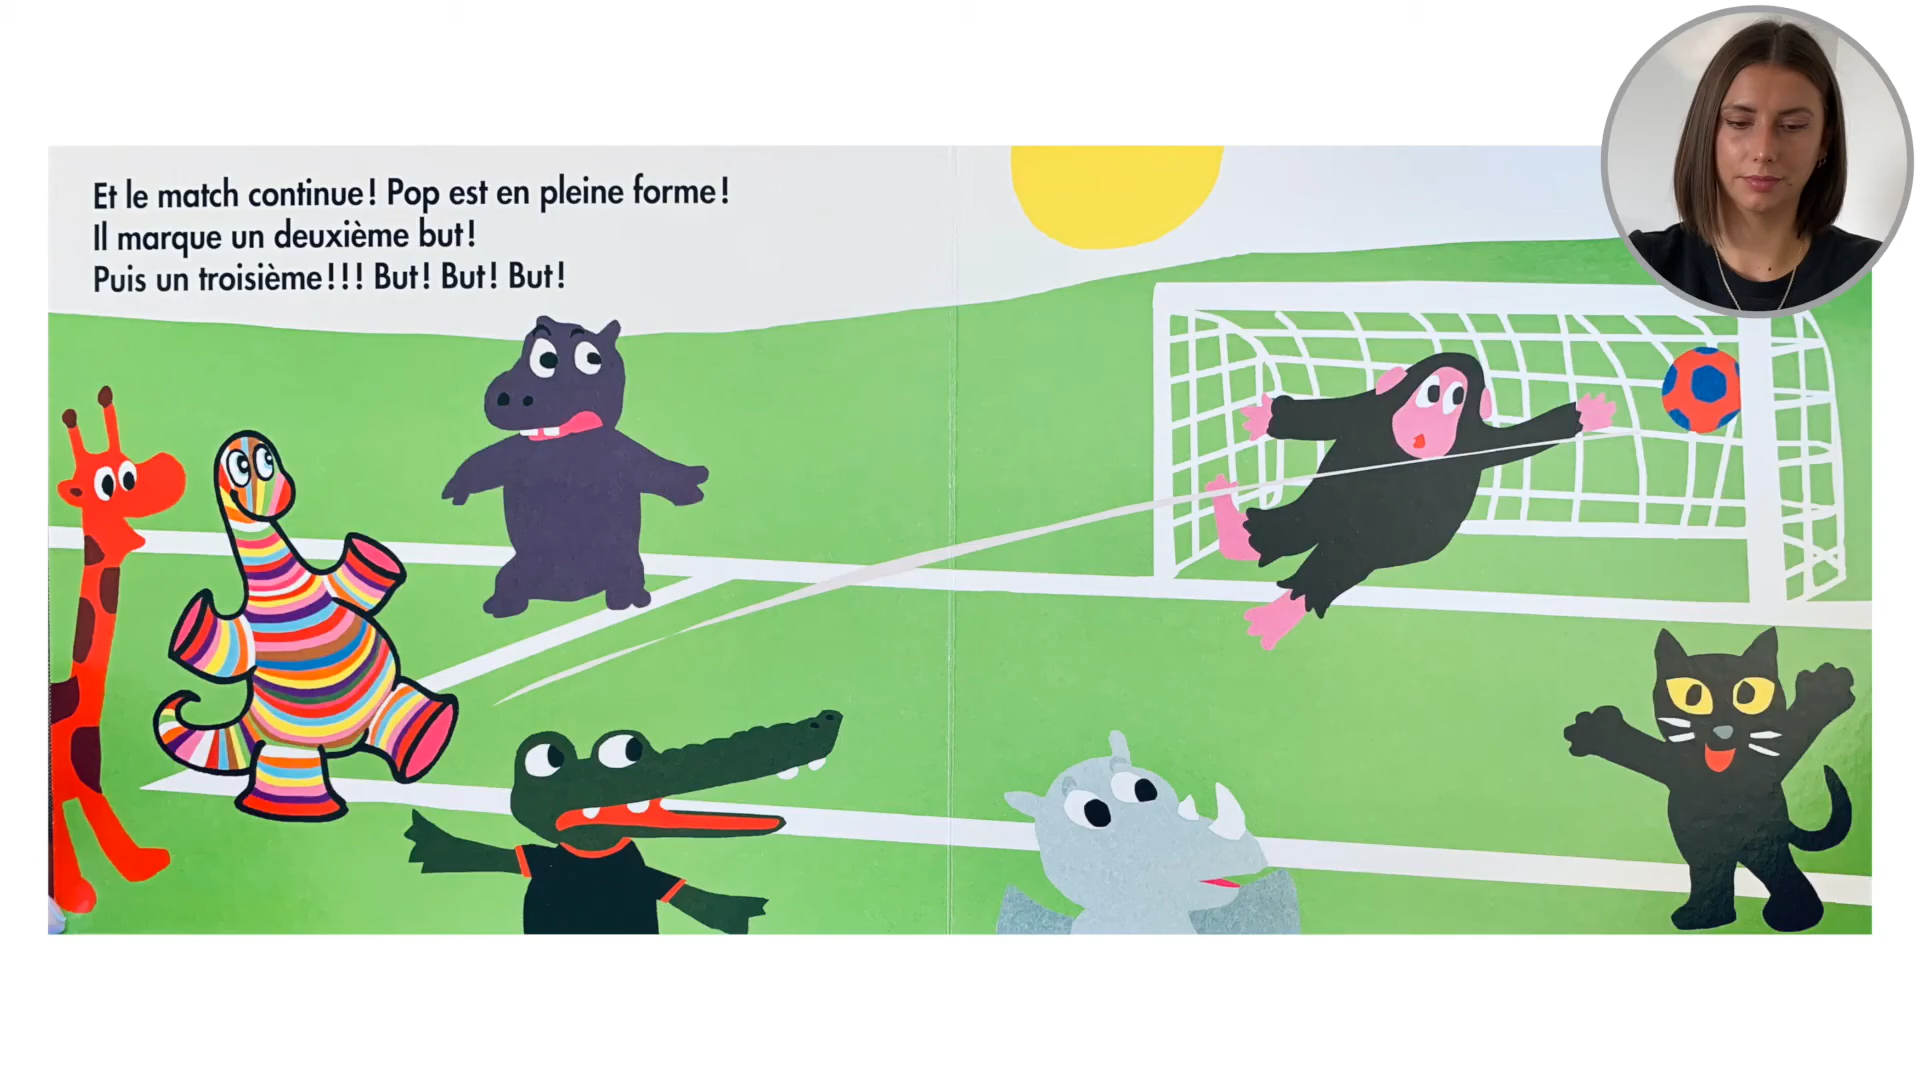 Et le match continue! Pop est en pleine forme!
Il marque un deuxième but!
Puis un troisième!!! But! But! But!